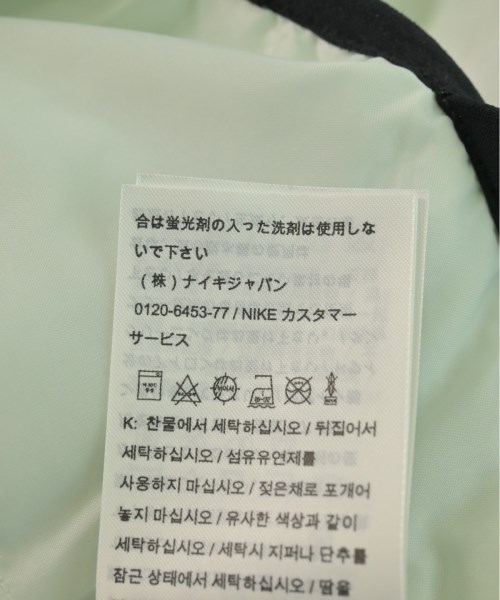 合は蛍光剤の入った洗剤は使用しな
いで下さい
（株）ナイキジャパン
0120-6453-77 / NIKE カスタマー
サービス
K: 찬물에서 세탁하십시오 / 뒤집어서
세탁하십시오 / 섬유유연제를
사용하지 마십시오 / 젖은채로 포개어
놓지 마십시오 / 유사한 색상과 같이
세탁하십시오 / 세탁시 지퍼나 단추를
잠근 상태에서 세탁하십시오 / 땀을